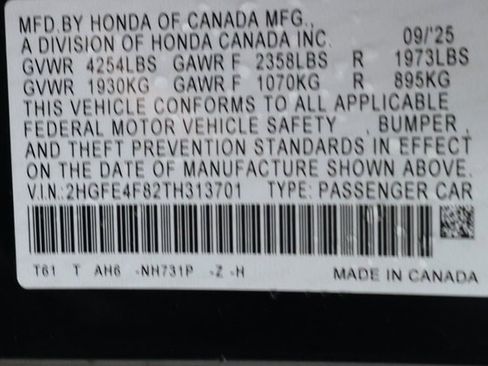 MFD.BY HONDA OF CANADA MFG.,
A DIVISION OF HONDA CANADA INC. 09/'25
GVWR 4254LBS GAWR F 2358LBS R 1973LBS
GVWR 1930KG GAWR F 1070KG R 895KG
THIS VEHICLE CONFORMS TO ALL APPLICABLE
FEDERAL MOTOR VEHICLE SAFETY , BUMPER,
AND THEFT PREVENTION STANDARDS IN EFFECT
ON THE DATE OF MANUFACTURE SHOWN ABOVE.
V.I.N.:2HGFE4F82TH313701 TYPE: PASSENGER CAR
T61 T AH6 -NH731P -Z -H MADE IN CANADA